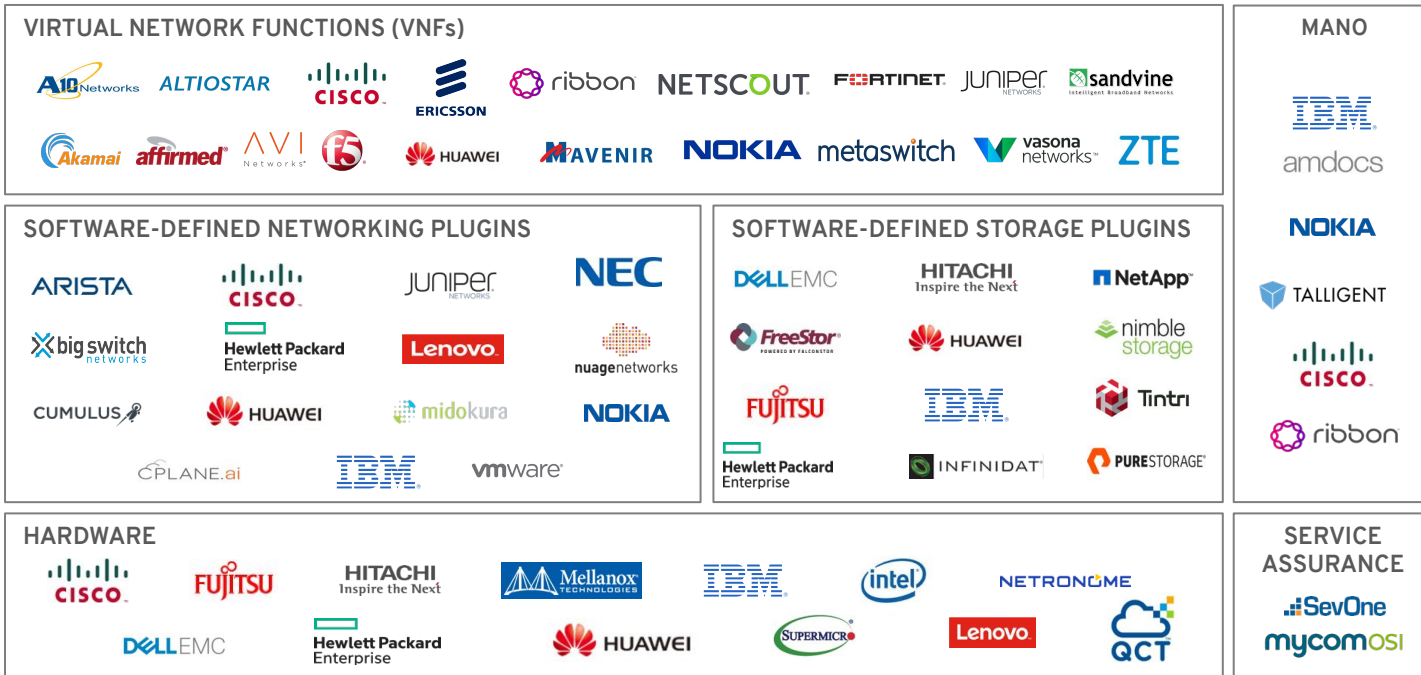 VIRTUAL NETWORK FUNCTIONS (VNFs)
A10 Networks
ALTIOSTAR
CISCO
ERICSSON
ribbon
NETSCOUT
FORTINET
JUNIPER
NETWORKS
sandvine
Intelligent Broadband Networks
Akamai
affirmed
AVI
Networks
f5
HUAWEI
MAVENIR
NOKIA
metaswitch
vasona
networks
ZTE
MANO
IBM
amdocs
NOKIA
TALLIGENT
CISCO
ribbon
SOFTWARE-DEFINED NETWORKING PLUGINS
ARISTA
CISCO
JUNIPER
NETWORKS
NEC
big switch
networks
Hewlett Packard
Enterprise
Lenovo
nuagenetworks
CUMULUS
HUAWEI
midokura
NOKIA
CPLANE.ai
IBM
vmware
SOFTWARE-DEFINED STORAGE PLUGINS
DELLEMC
HITACHI
Inspire the Next
NetApp
FreeStor
POWERED BY FALCONSTOR
HUAWEI
nimble
storage
FUJITSU
IBM
Tintri
Hewlett Packard
Enterprise
INFINIDAT
PURESTORAGE
HARDWARE
CISCO
FUJITSU
HITACHI
Inspire the Next
Mellanox
TECHNOLOGIES
IBM
intel
NETRONOME
DELLEMC
Hewlett Packard
Enterprise
HUAWEI
SUPERMICRO
Lenovo
QCT
SERVICE
ASSURANCE
SevOne
mycomosi